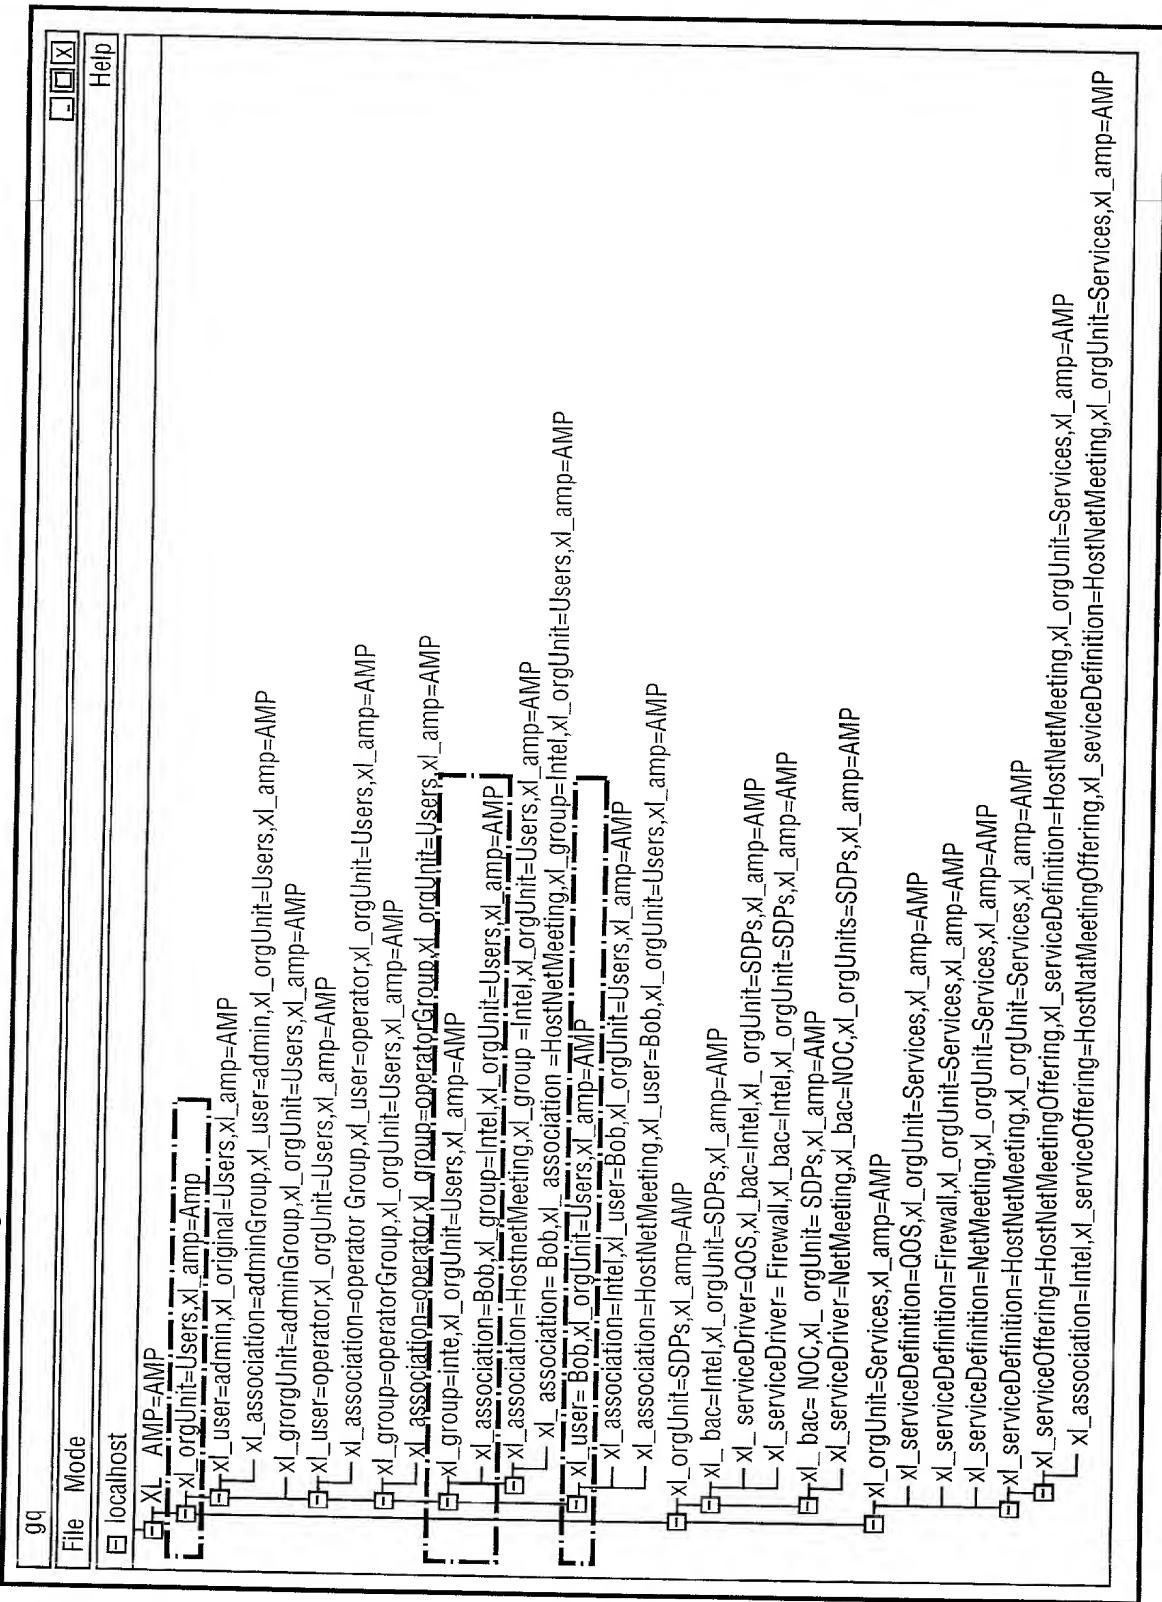 gq
File Mode
Help
localhost
XL_AMP=AMP
xl_orgUnit=Users,xl_amp=Amp
xl_user=admin,xl_original=Users,xl_amp=AMP
xl_association=adminGroup,xl_user=admin,xl_orgUnit=Users,xl_amp=AMP
xl_grorgUnit=adminGroup,xl_orgUnit=Users,xl_amp=AMP
xl_user=operator,xl_orgUnit=Users,xl_amp=AMP
xl_association=operator Group,xl_user=operator,xl_orgUnit=Users,xl_amp=AMP
xl_group=operatorGroup,xl_orgUnit=Users,xl_amp=AMP
xl_association=operator,xl_group=operatorGroup,xl_orgUnit=Users,xl_amp=AMP
xl_group=inte,xl_orgUnit=Users,xl_amp=AMP
xl_association=Bob,xl_group=Intel,xl_orgUnit=Users,xl_amp=AMP
xl_association=HostnetMeeting,xl_group =Intel,xl_orgUnit=Users,xl_amp=AMP
xl_association= Bob,xl_association =HostNetMeeting,xl_group=Intel,xl_orgUnit=Users,xl_amp=AMP
xl_user= Bob,xl_orgUnit=Users,xl_amp=AMP
xl_association=Intel,xl_user=Bob,xl_orgUnit=Users,xl_amp=AMP
xl_association=HostNetMeeting,xl_user=Bob,xl_orgUnit=Users,xl_amp=AMP
xl_orgUnit=SDPs,xl_amp=AMP
xl_bac=Intel,xl_orgUnit=SDPs,xl_amp=AMP
xl_serviceDriver=QOS,xl_bac=Intel,xl_orgUnit=SDPs,xl_amp=AMP
xl_serviceDriver= Firewall,xl_bac=Intel,xl_orgUnit=SDPs,xl_amp=AMP
xl_bac= NOC,xl_orgUnit= SDPs,xl_amp=AMP
xl_serviceDriver=NetMeeting,xl_bac=NOC,xl_orgUnits=SDPs,xl_amp=AMP
xl_orgUnit=Services,xl_amp=AMP
xl_serviceDefinition=QOS,xl_orgUnit=Services,xl_amp=AMP
xl_serviceDefinition=Firewall,xl_orgUnit=Services,xl_amp=AMP
xl_serviceDefinition=NetMeeting,xl_orgUnit=Services,xl_amp=AMP
xl_serviceDefinition=HostNetMeeting,xl_orgUnit=Services,xl_amp=AMP
xl_serviceOffering=HostNetMeetingOffering,xl_serviceDefinition=HostNetMeeting,xl_orgUnit=Services,xl_amp=AMP
xl_association=Intel,xl_serviceOffering=HostNatMeetingOffering,xl_seviceDefinition=HostNetMeeting,xl_orgUnit=Services,xl_amp=AMP